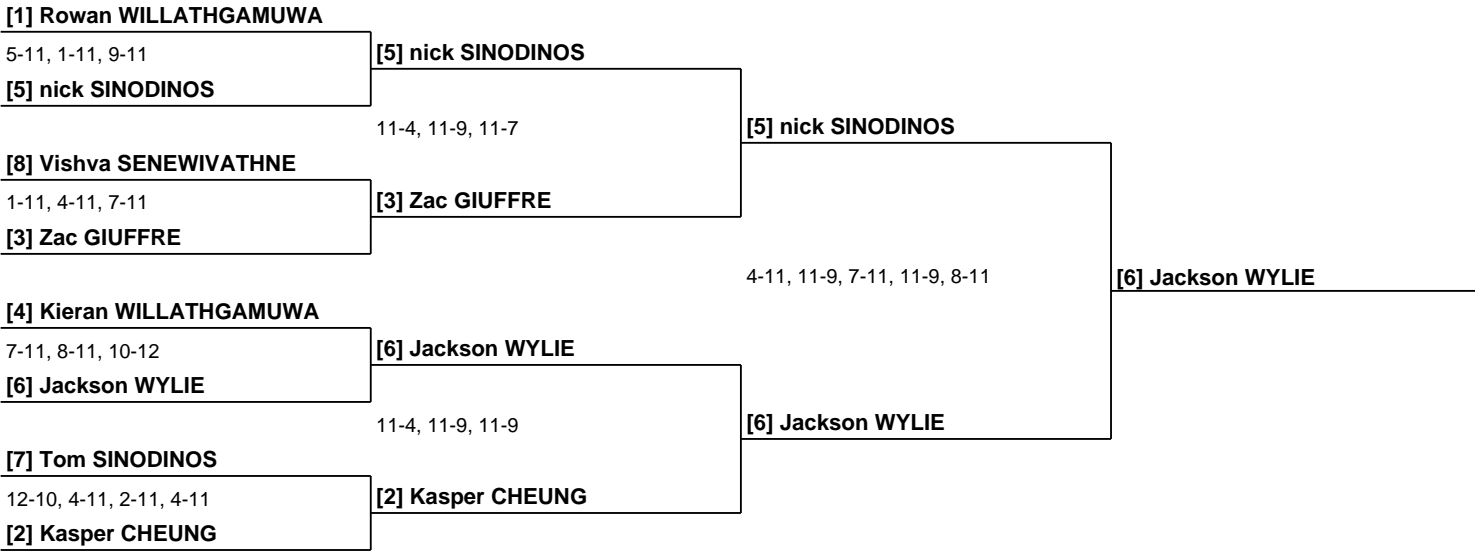 [1] Rowan WILLATHGAMUWA
5-11, 1-11, 9-11
[5] nick SINODINOS
[5] nick SINODINOS
11-4, 11-9, 11-7
[5] nick SINODINOS
[8] Vishva SENEWIVATHNE
1-11, 4-11, 7-11
[3] Zac GIUFFRE
[3] Zac GIUFFRE
4-11, 11-9, 7-11, 11-9, 8-11
[6] Jackson WYLIE
[4] Kieran WILLATHGAMUWA
7-11, 8-11, 10-12
[6] Jackson WYLIE
[6] Jackson WYLIE
11-4, 11-9, 11-9
[6] Jackson WYLIE
[7] Tom SINODINOS
12-10, 4-11, 2-11, 4-11
[2] Kasper CHEUNG
[2] Kasper CHEUNG